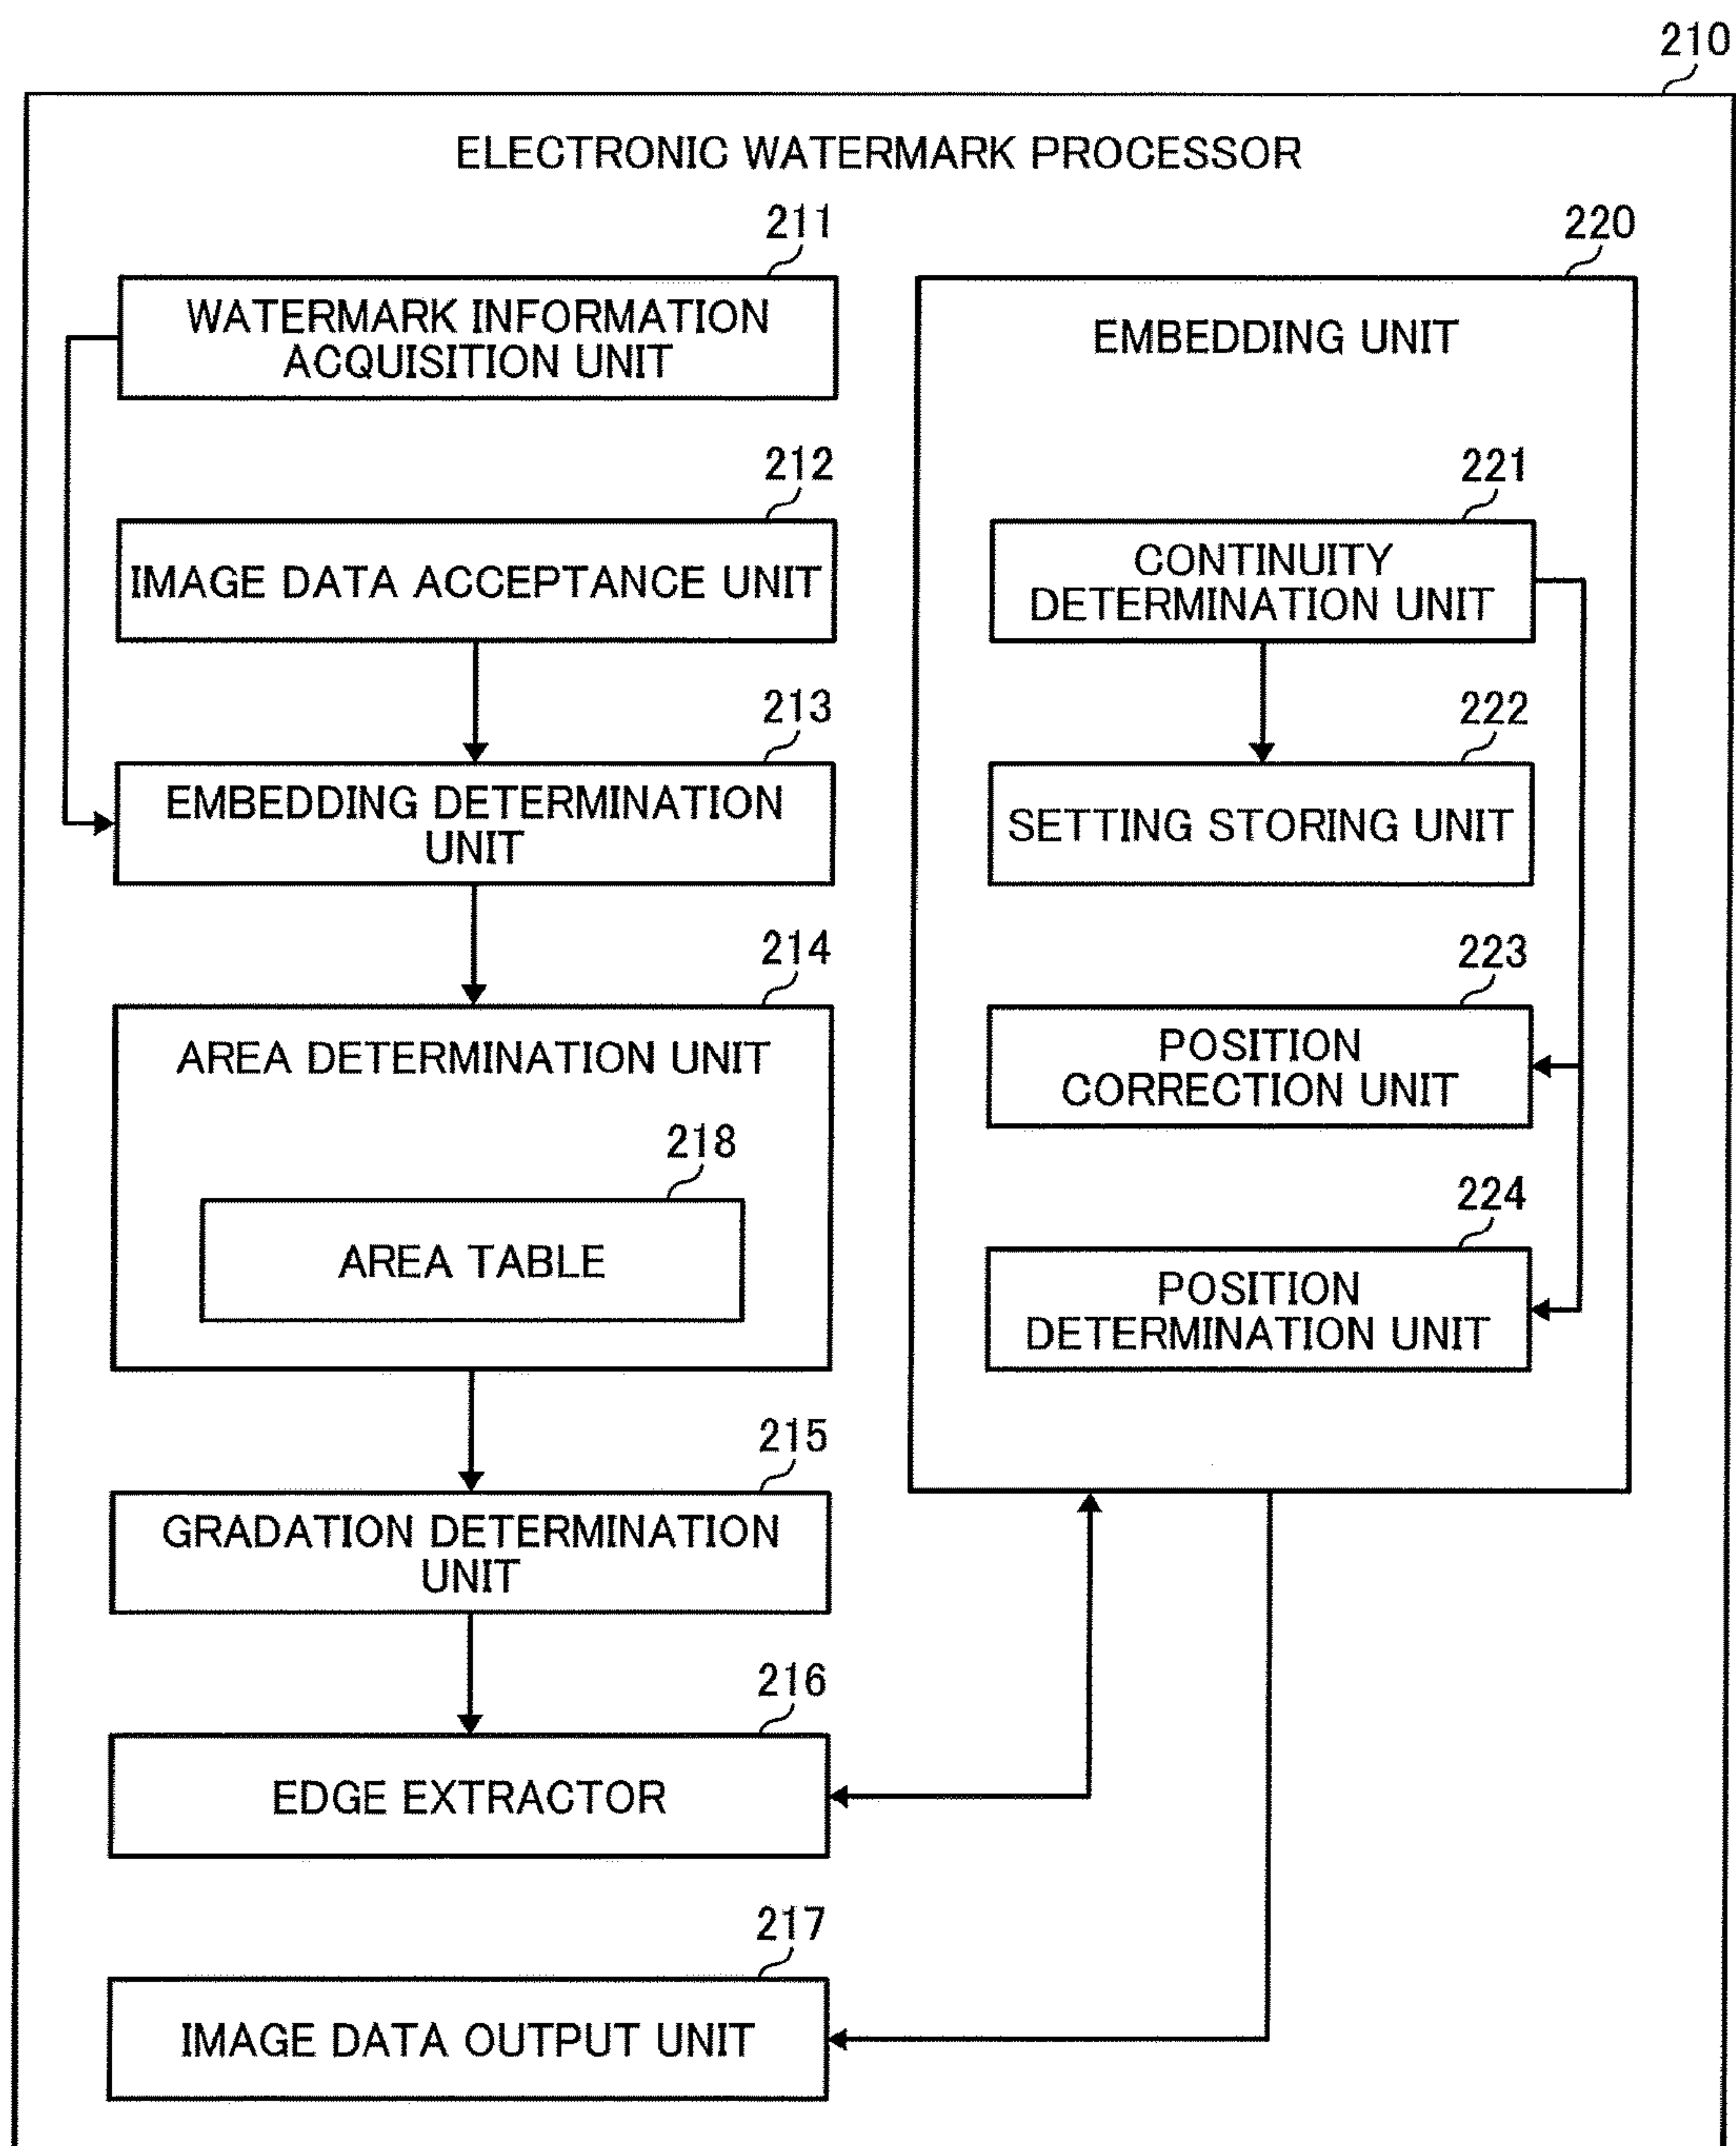 210
ELECTRONIC WATERMARK PROCESSOR
211
WATERMARK INFORMATION
ACQUISITION UNIT
212
IMAGE DATA ACCEPTANCE UNIT
213
EMBEDDING DETERMINATION
UNIT
214
AREA DETERMINATION UNIT
218
AREA TABLE
215
GRADATION DETERMINATION
UNIT
216
EDGE EXTRACTOR
217
IMAGE DATA OUTPUT UNIT
220
EMBEDDING UNIT
221
CONTINUITY
DETERMINATION UNIT
222
SETTING STORING UNIT
223
POSITION
CORRECTION UNIT
224
POSITION
DETERMINATION UNIT